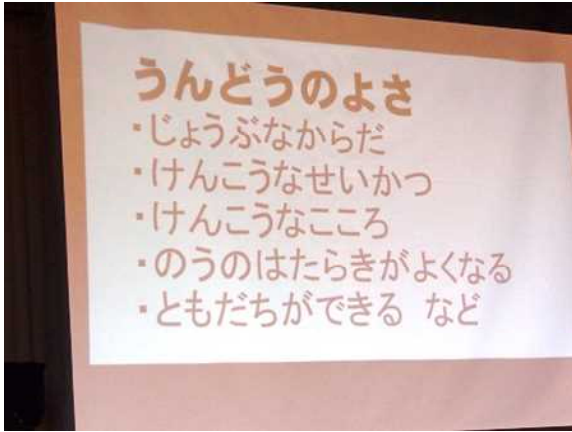 うんどうのよさ
・じょうぶなからだ
・けんこうなせいかつ
・けんこうなこころ
・のうのはたらきがよくなる
・ともだちができる など